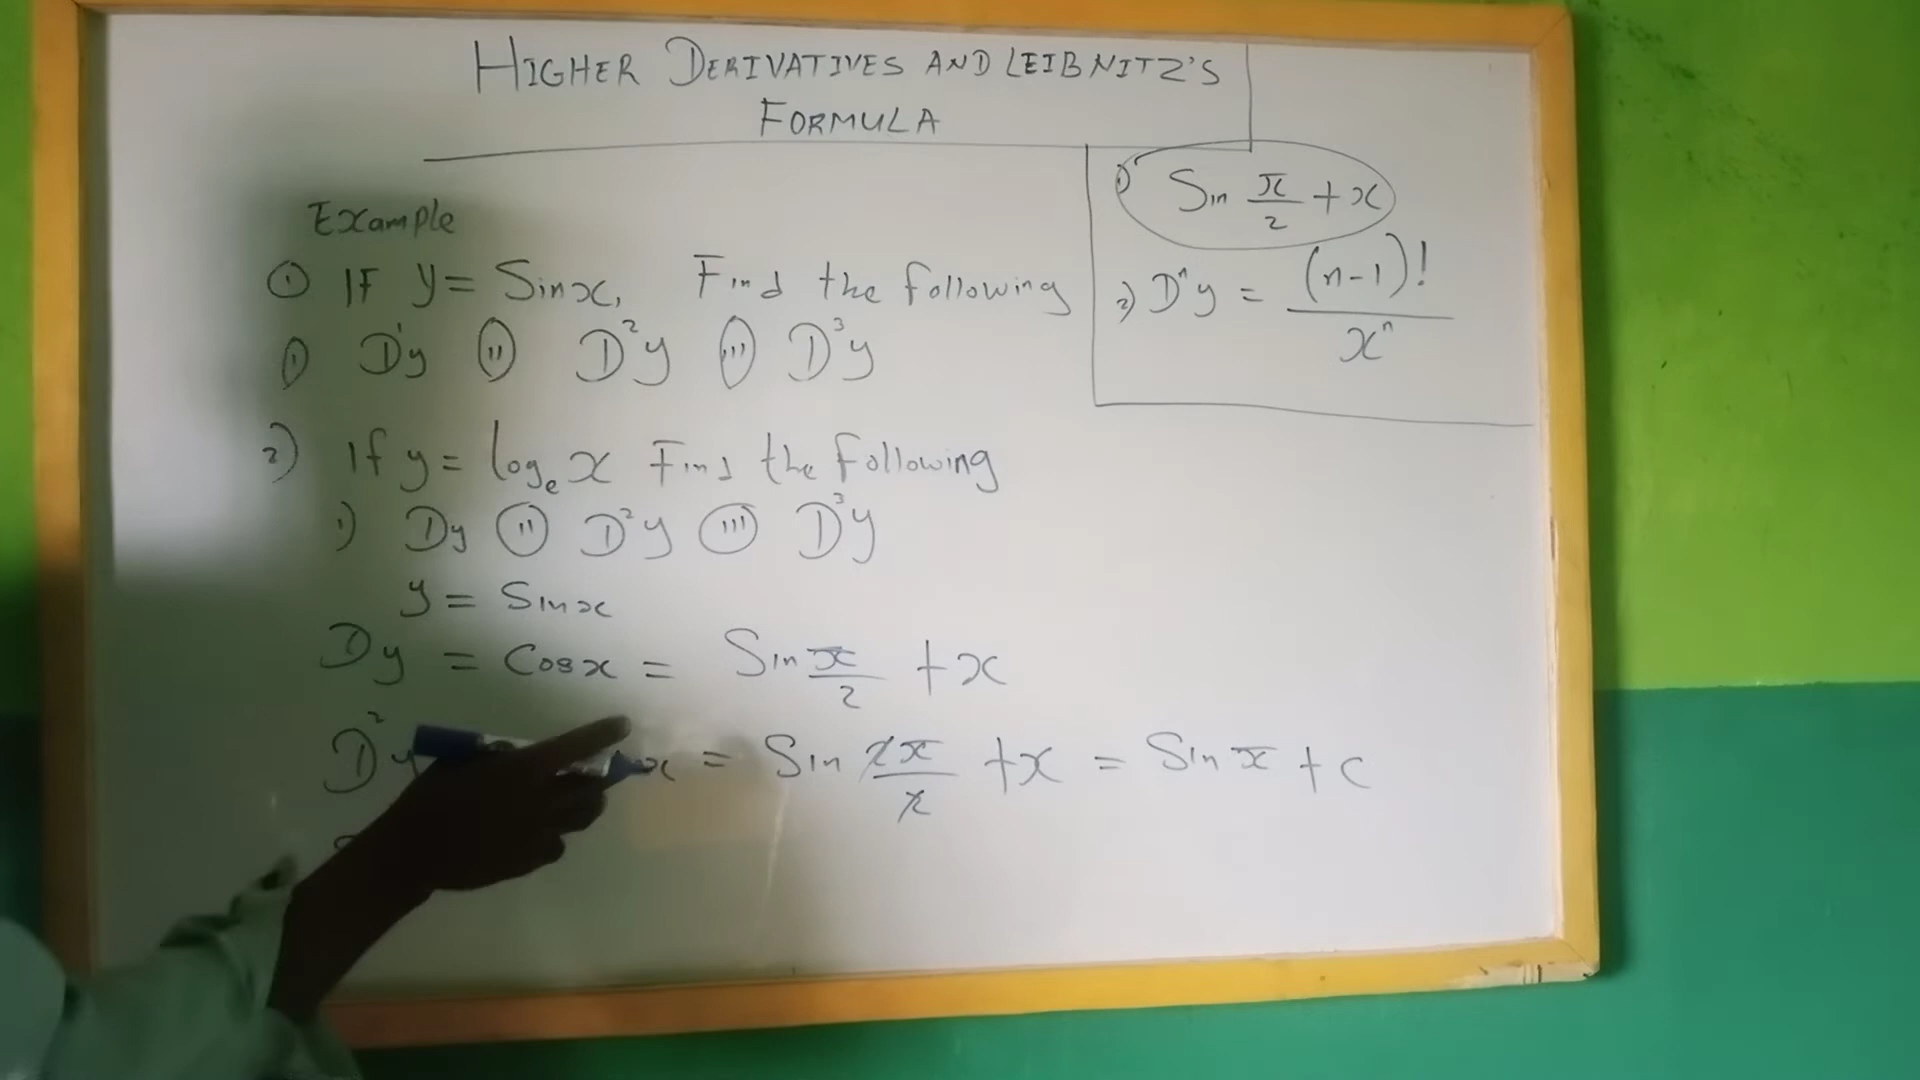 HIGHER DERIVATIVES AND LEIBNITZ'S
FORMULA
Example
① If y = Sinx, Find the following
(i) D¹y (ii) D²y (iii) D³y
2) If y = logₑx Find the following
i) Dy (ii) D²y (iii) D³y
y = Sinx
Dy = Cosx = Sin π/2 + x
D²y x = Sin 2π/2 + x = Sin π + c
1) Sin π/2 + x
2) Dⁿy = (n-1)!/xⁿ